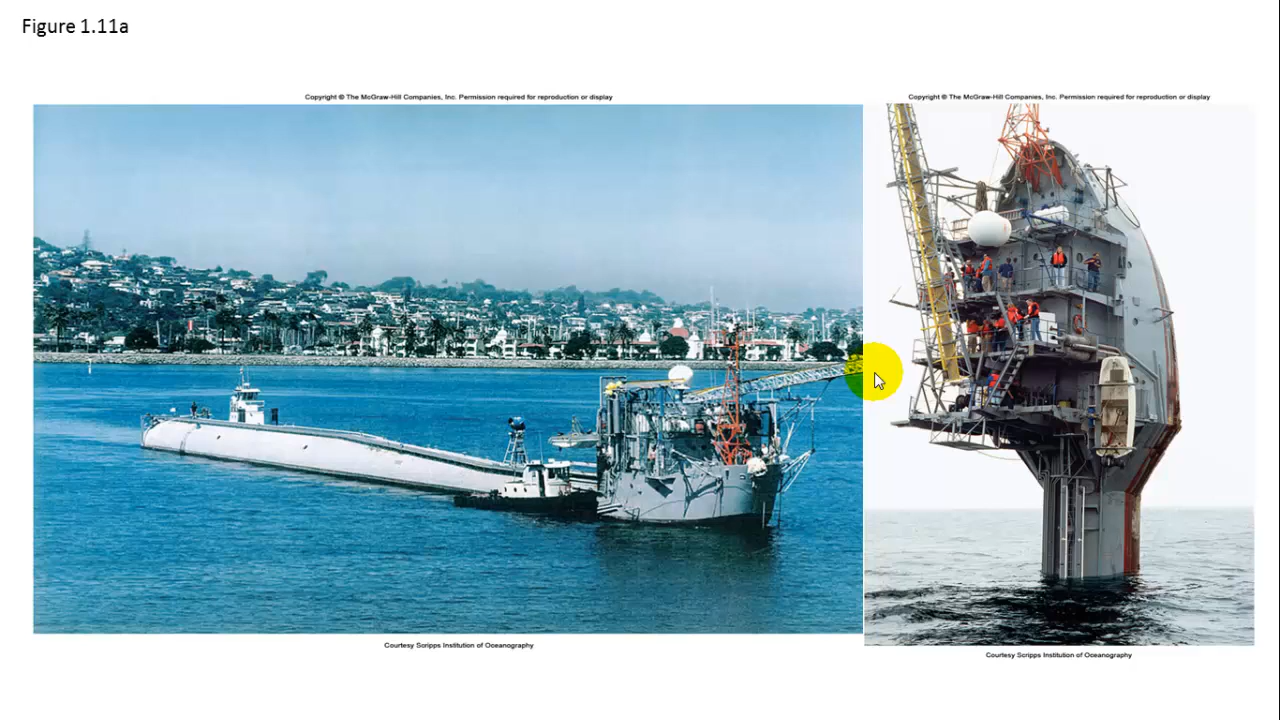 Figure 1.11a
Copyright © The McGraw-Hill Companies, Inc. Permission required for reproduction or display
Copyright © The McGraw-Hill Companies, Inc. Permission required for reproduction or display
Courtesy Scripps Institution of Oceanography
Courtesy Scripps Institution of Oceanography